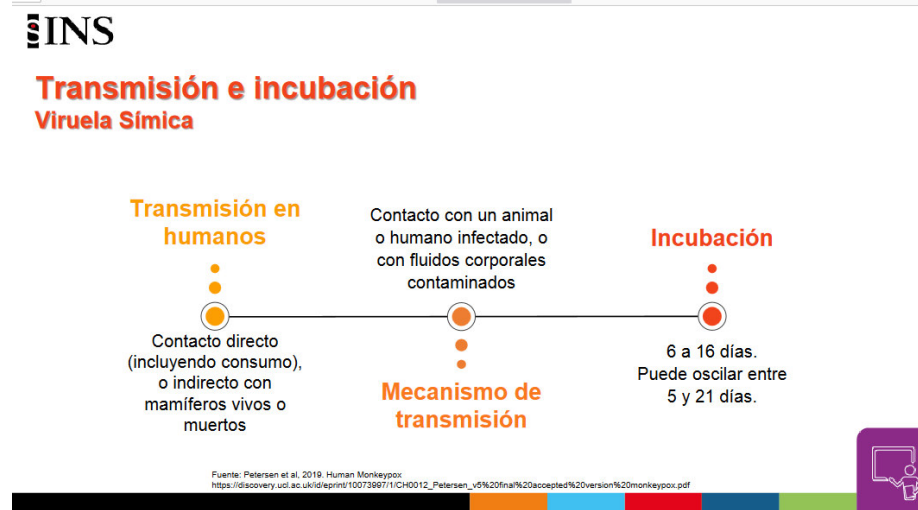 INS
Transmisión e incubación
Viruela Símica
Transmisión en
humanos
Contacto directo
(incluyendo consumo),
o indirecto con
mamíferos vivos o
muertos
Contacto con un animal
o humano infectado, o
con fluidos corporales
contaminados
Mecanismo de
transmisión
Incubación
6 a 16 días.
Puede oscilar entre
5 y 21 días.
Fuente: Petersen et al, 2019. Human Monkeypox
https://discovery.ucl.ac.uk/id/eprint/10073997/1/CH0012_Petersen_v5%20final%20accepted%20version%20monkeypox.pdf